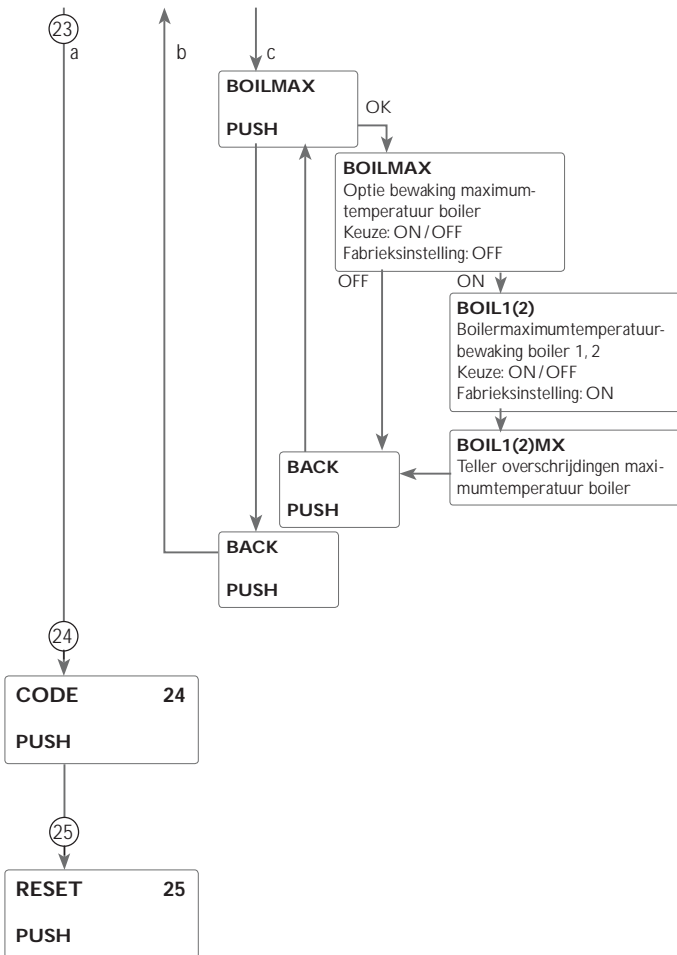 23
a
b
c
BOILMAX
PUSH
OK
BOILMAX
Optie bewaking maximum-
temperatuur boiler
Keuze: ON / OFF
Fabrieksinstelling: OFF
OFF
ON
BOIL1(2)
Boilermaximumtemperatuur-
bewaking boiler 1, 2
Keuze: ON / OFF
Fabrieksinstelling: ON
BOIL1(2)MX
Teller overschrijdingen maxi-
mumtemperatuur boiler
BACK
PUSH
BACK
PUSH
24
CODE 24
PUSH
25
RESET 25
PUSH